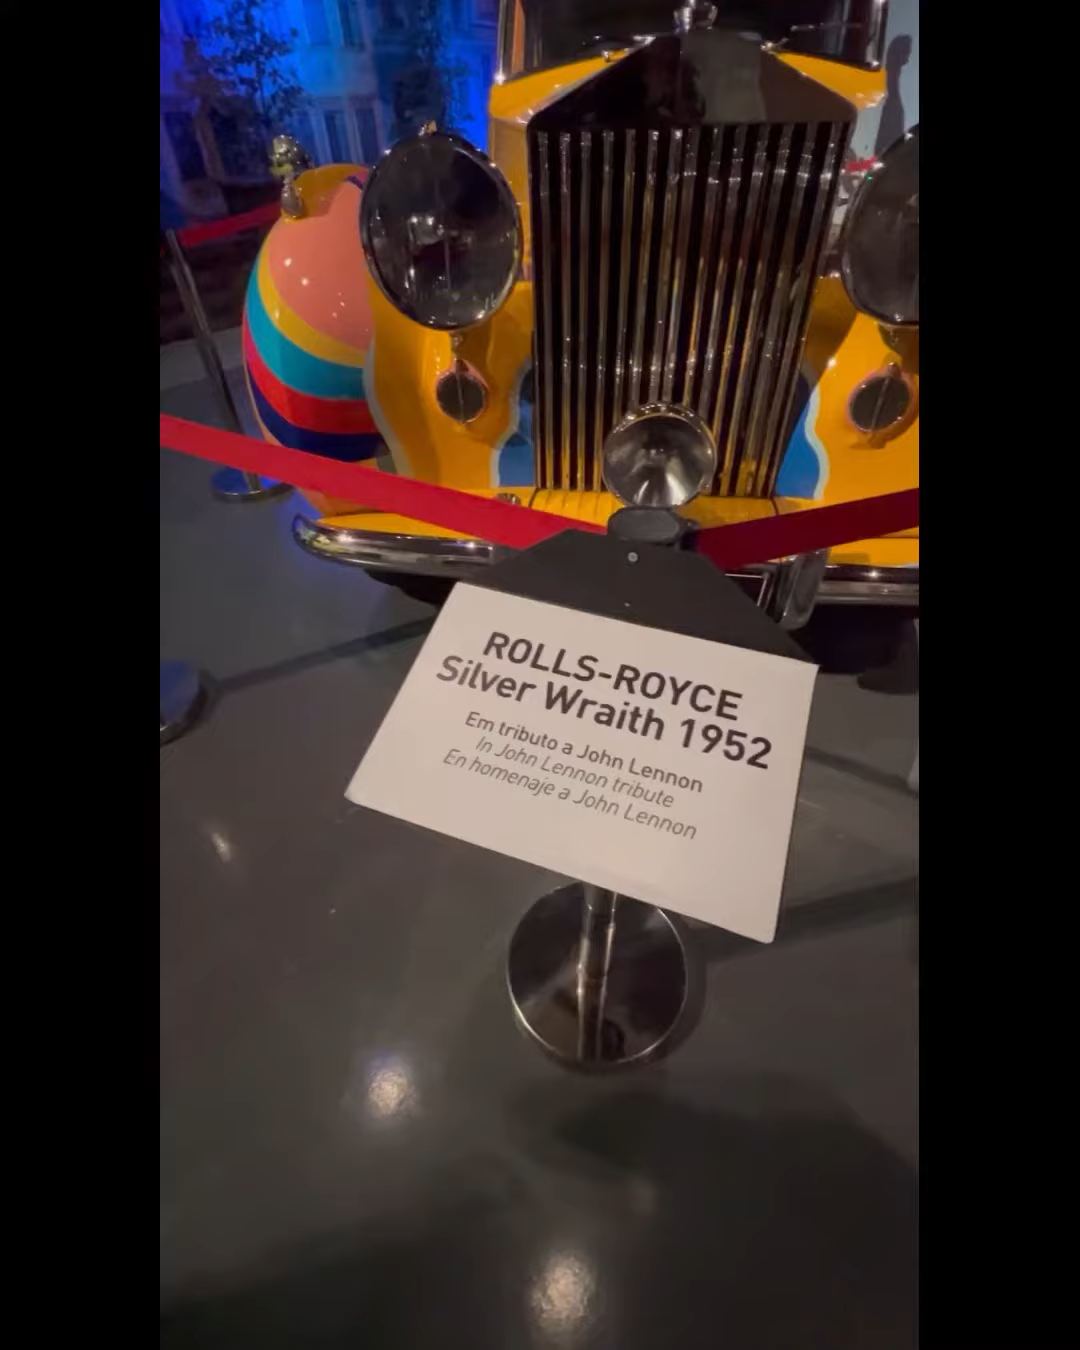 ROLLS-ROYCE
Silver Wraith 1952
Em tributo a John Lennon
In John Lennon tribute
En homenaje a John Lennon